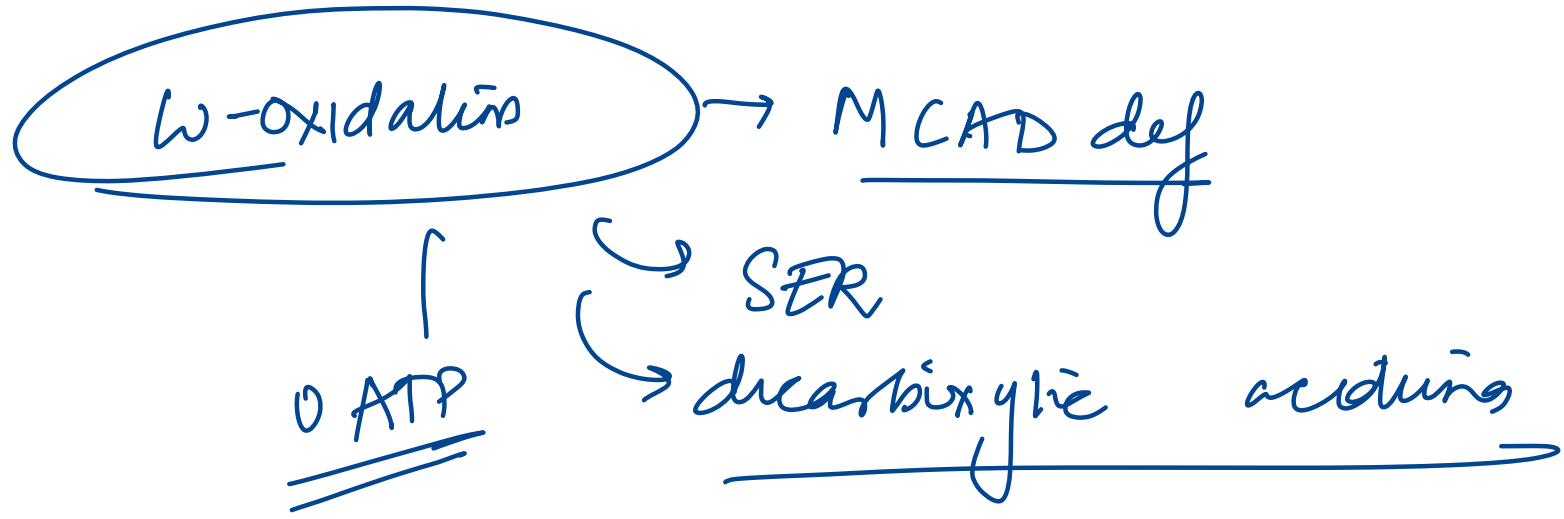 ω-oxidation → MCAD def
SER
0 ATP
dicarboxylic aciduria